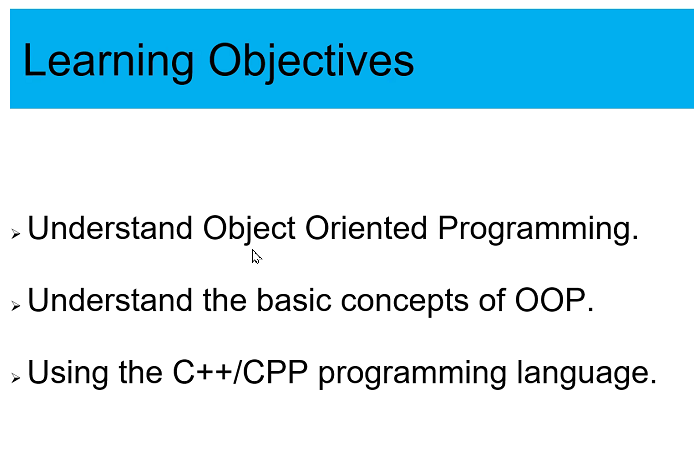 Learning Objectives
Understand Object Oriented Programming.
Understand the basic concepts of OOP.
Using the C++/CPP programming language.